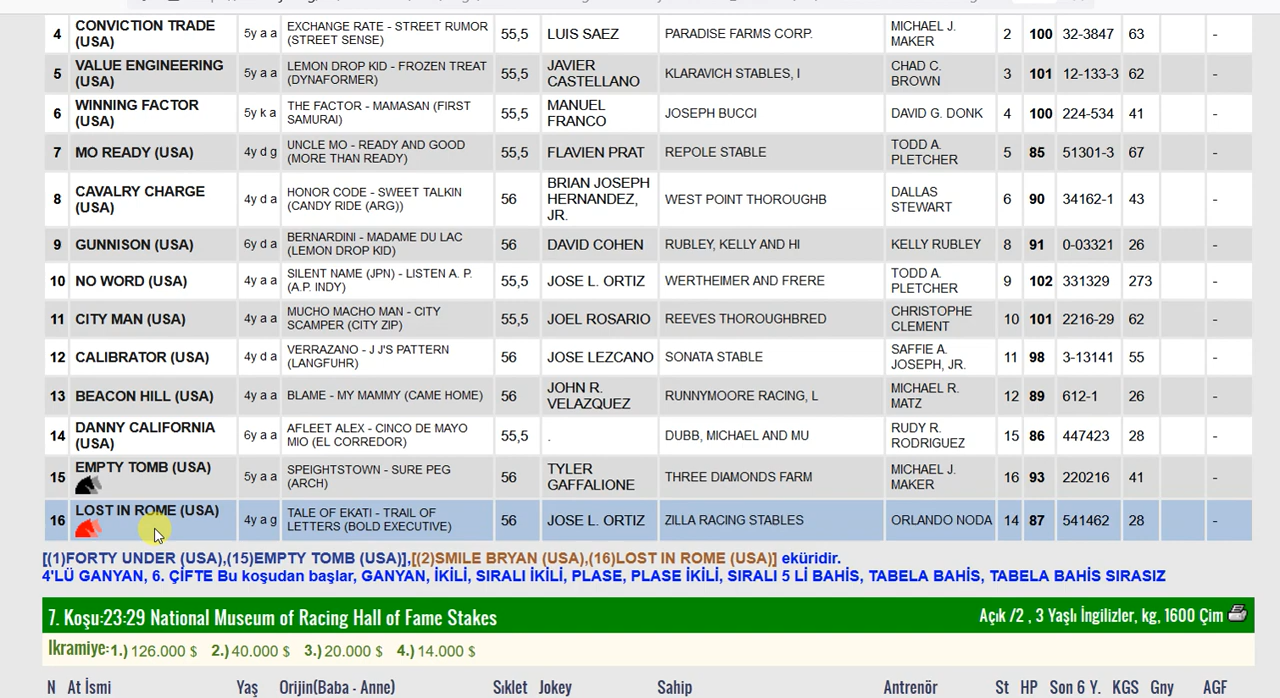 4 CONVICTION TRADE (USA) 5y a a EXCHANGE RATE - STREET RUMOR (STREET SENSE) 55,5 LUIS SAEZ PARADISE FARMS CORP. MICHAEL J. MAKER 2 100 32-3847 63
5 VALUE ENGINEERING (USA) 5y a a LEMON DROP KID - FROZEN TREAT (DYNAFORMER) 55,5 JAVIER CASTELLANO KLARAVICH STABLES, I CHAD C. BROWN 3 101 12-133-3 62 -
6 WINNING FACTOR (USA) 5y k a THE FACTOR - MAMASAN (FIRST SAMURAI) 55,5 MANUEL FRANCO JOSEPH BUCCI DAVID G. DONK 4 100 224-534 41 -
7 MO READY (USA) 4y d g UNCLE MO - READY AND GOOD (MORE THAN READY) 55,5 FLAVIEN PRAT REPOLE STABLE TODD A. PLETCHER 5 85 51301-3 67 -
8 CAVALRY CHARGE (USA) 4y d a HONOR CODE - SWEET TALKIN (CANDY RIDE (ARG)) 56 BRIAN JOSEPH HERNANDEZ, JR. WEST POINT THOROUGHB DALLAS STEWART 6 90 34162-1 43 -
9 GUNNISON (USA) 6y d a BERNARDINI - MADAME DU LAC (LEMON DROP KID) 56 DAVID COHEN RUBLEY, KELLY AND HI KELLY RUBLEY 8 91 0-03321 26 -
10 NO WORD (USA) 4y a a SILENT NAME (JPN) - LISTEN A. P. (A.P. INDY) 55,5 JOSE L. ORTIZ WERTHEIMER AND FRERE TODD A. PLETCHER 9 102 331329 273 -
11 CITY MAN (USA) 4y a a MUCHO MACHO MAN - CITY SCAMPER (CITY ZIP) 55,5 JOEL ROSARIO REEVES THOROUGHBRED CHRISTOPHE CLEMENT 10 101 2216-29 62 -
12 CALIBRATOR (USA) 4y d a VERRAZANO - J J'S PATTERN (LANGFUHR) 56 JOSE LEZCANO SONATA STABLE SAFFIE A. JOSEPH, JR. 11 98 3-13141 55 -
13 BEACON HILL (USA) 4y a a BLAME - MY MAMMY (CAME HOME) 56 JOHN R. VELAZQUEZ RUNNYMOORE RACING, L MICHAEL R. MATZ 12 89 612-1 26 -
14 DANNY CALIFORNIA (USA) 6y a a AFLEET ALEX - CINCO DE MAYO MIO (EL CORREDOR) 55,5 . DUBB, MICHAEL AND MU RUDY R. RODRIGUEZ 15 86 447423 28 -
15 EMPTY TOMB (USA) 5y a a SPEIGHTSTOWN - SURE PEG (ARCH) 56 TYLER GAFFALIONE THREE DIAMONDS FARM MICHAEL J. MAKER 16 93 220216 41 -
16 LOST IN ROME (USA) 4y a g TALE OF EKATI - TRAIL OF LETTERS (BOLD EXECUTIVE) 56 JOSE L. ORTIZ ZILLA RACING STABLES ORLANDO NODA 14 87 541462 28 -
[(1)FORTY UNDER (USA),(15)EMPTY TOMB (USA)],[(2)SMILE BRYAN (USA),(16)LOST IN ROME (USA)] eküridir.
4'LÜ GANYAN, 6. ÇİFTE Bu koşudan başlar, GANYAN, İKİLİ, SIRALI İKİLİ, PLASE, PLASE İKİLİ, SIRALI 5 Lİ BAHİS, TABELA BAHİS, TABELA BAHİS SIRASIZ
7. Koşu:23:29 National Museum of Racing Hall of Fame Stakes Açık /2 , 3 Yaşlı İngilizler, kg, 1600 Çim
Ikramiye:1.) 126.000 $ 2.) 40.000 $ 3.) 20.000 $ 4.) 14.000 $
N At İsmi Yaş Orijin(Baba - Anne) Sıklet Jokey Sahip Antrenör St HP Son 6 Y. KGS Gny AGF